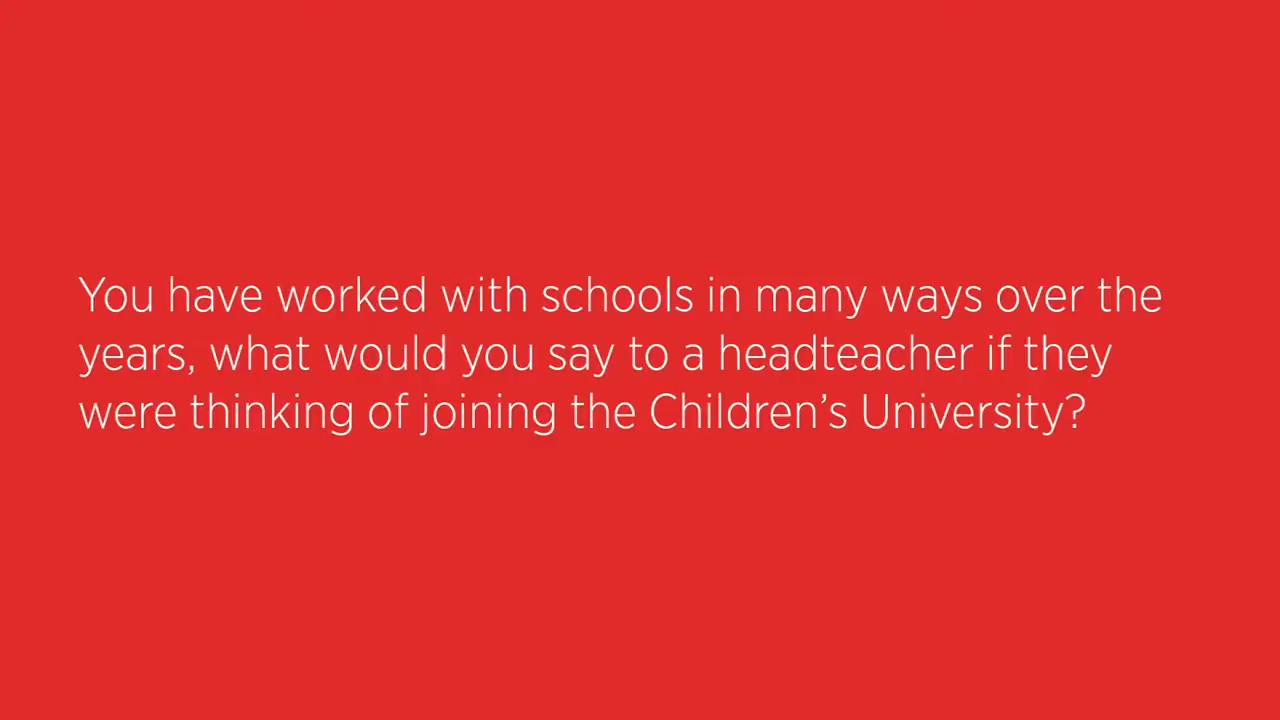 You have worked with schools in many ways over the
years, what would you say to a headteacher if they
were thinking of joining the Children’s University?